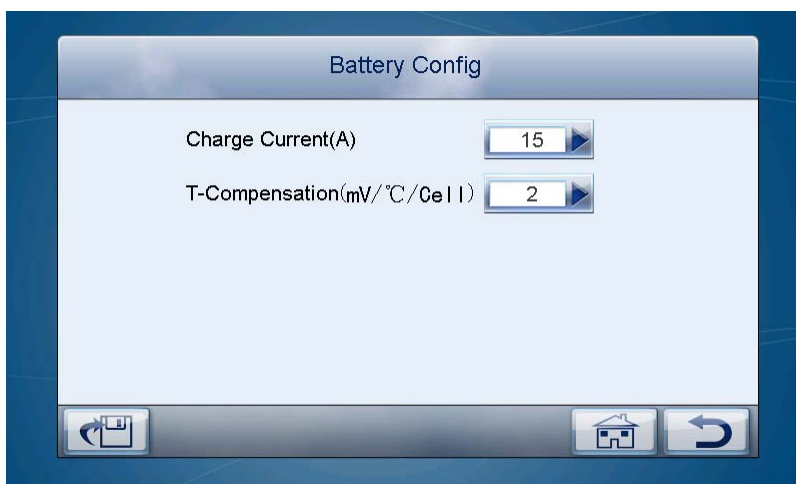 Battery Config
Charge Current(A) 15
T-Compensation(mV/℃/Cell) 2